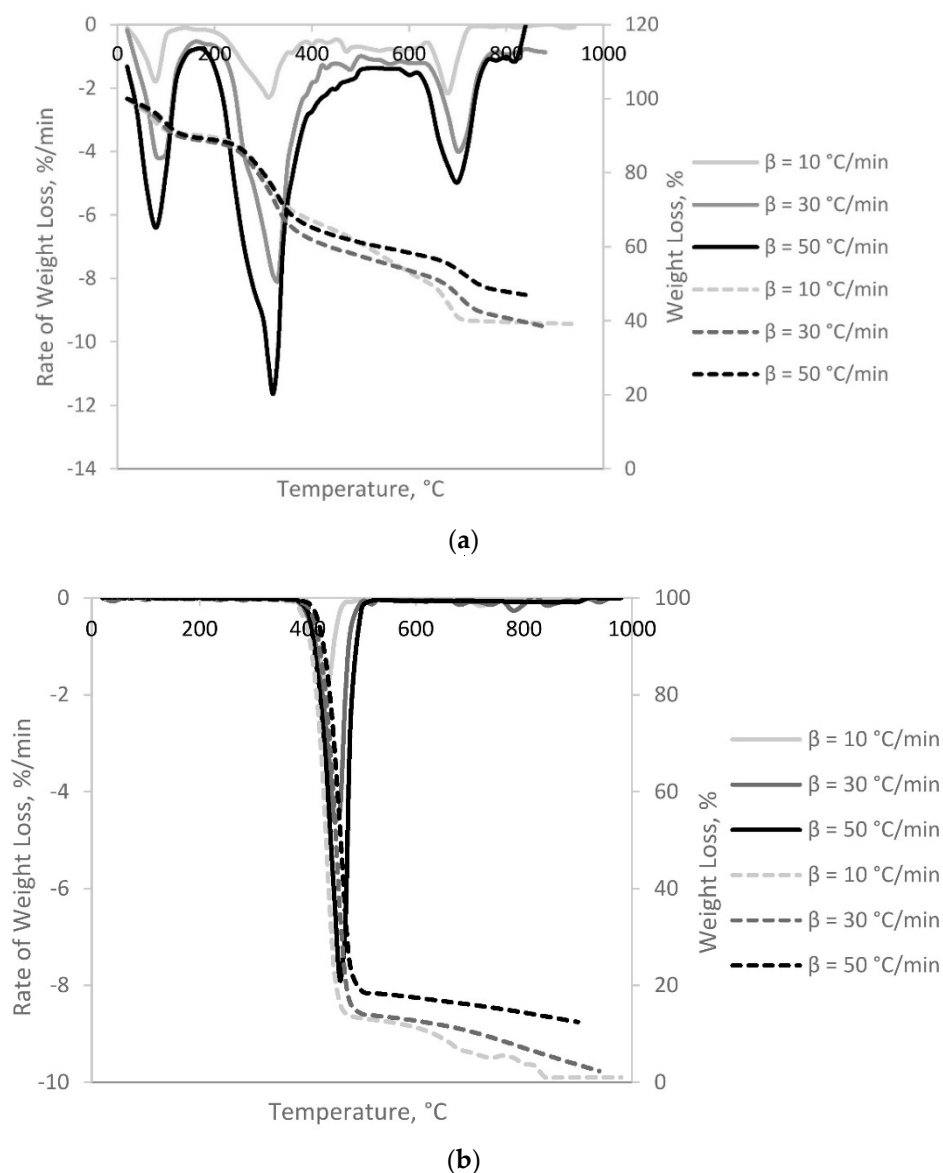 0
-2
-4
-6
-8
-10
-12
-14
Rate of Weight Loss, %/min
0 200 400 600 800 1000
Temperature, °C
120
100
80
60
40
20
0
Weight Loss, %
β = 10 °C/min
β = 30 °C/min
β = 50 °C/min
β = 10 °C/min
β = 30 °C/min
β = 50 °C/min
(a)
0
-2
-4
-6
-8
-10
Rate of Weight Loss, %/min
0 200 400 600 800 1000
Temperature, °C
100
80
60
40
20
0
Weight Loss, %
β = 10 °C/min
β = 30 °C/min
β = 50 °C/min
β = 10 °C/min
β = 30 °C/min
β = 50 °C/min
(b)